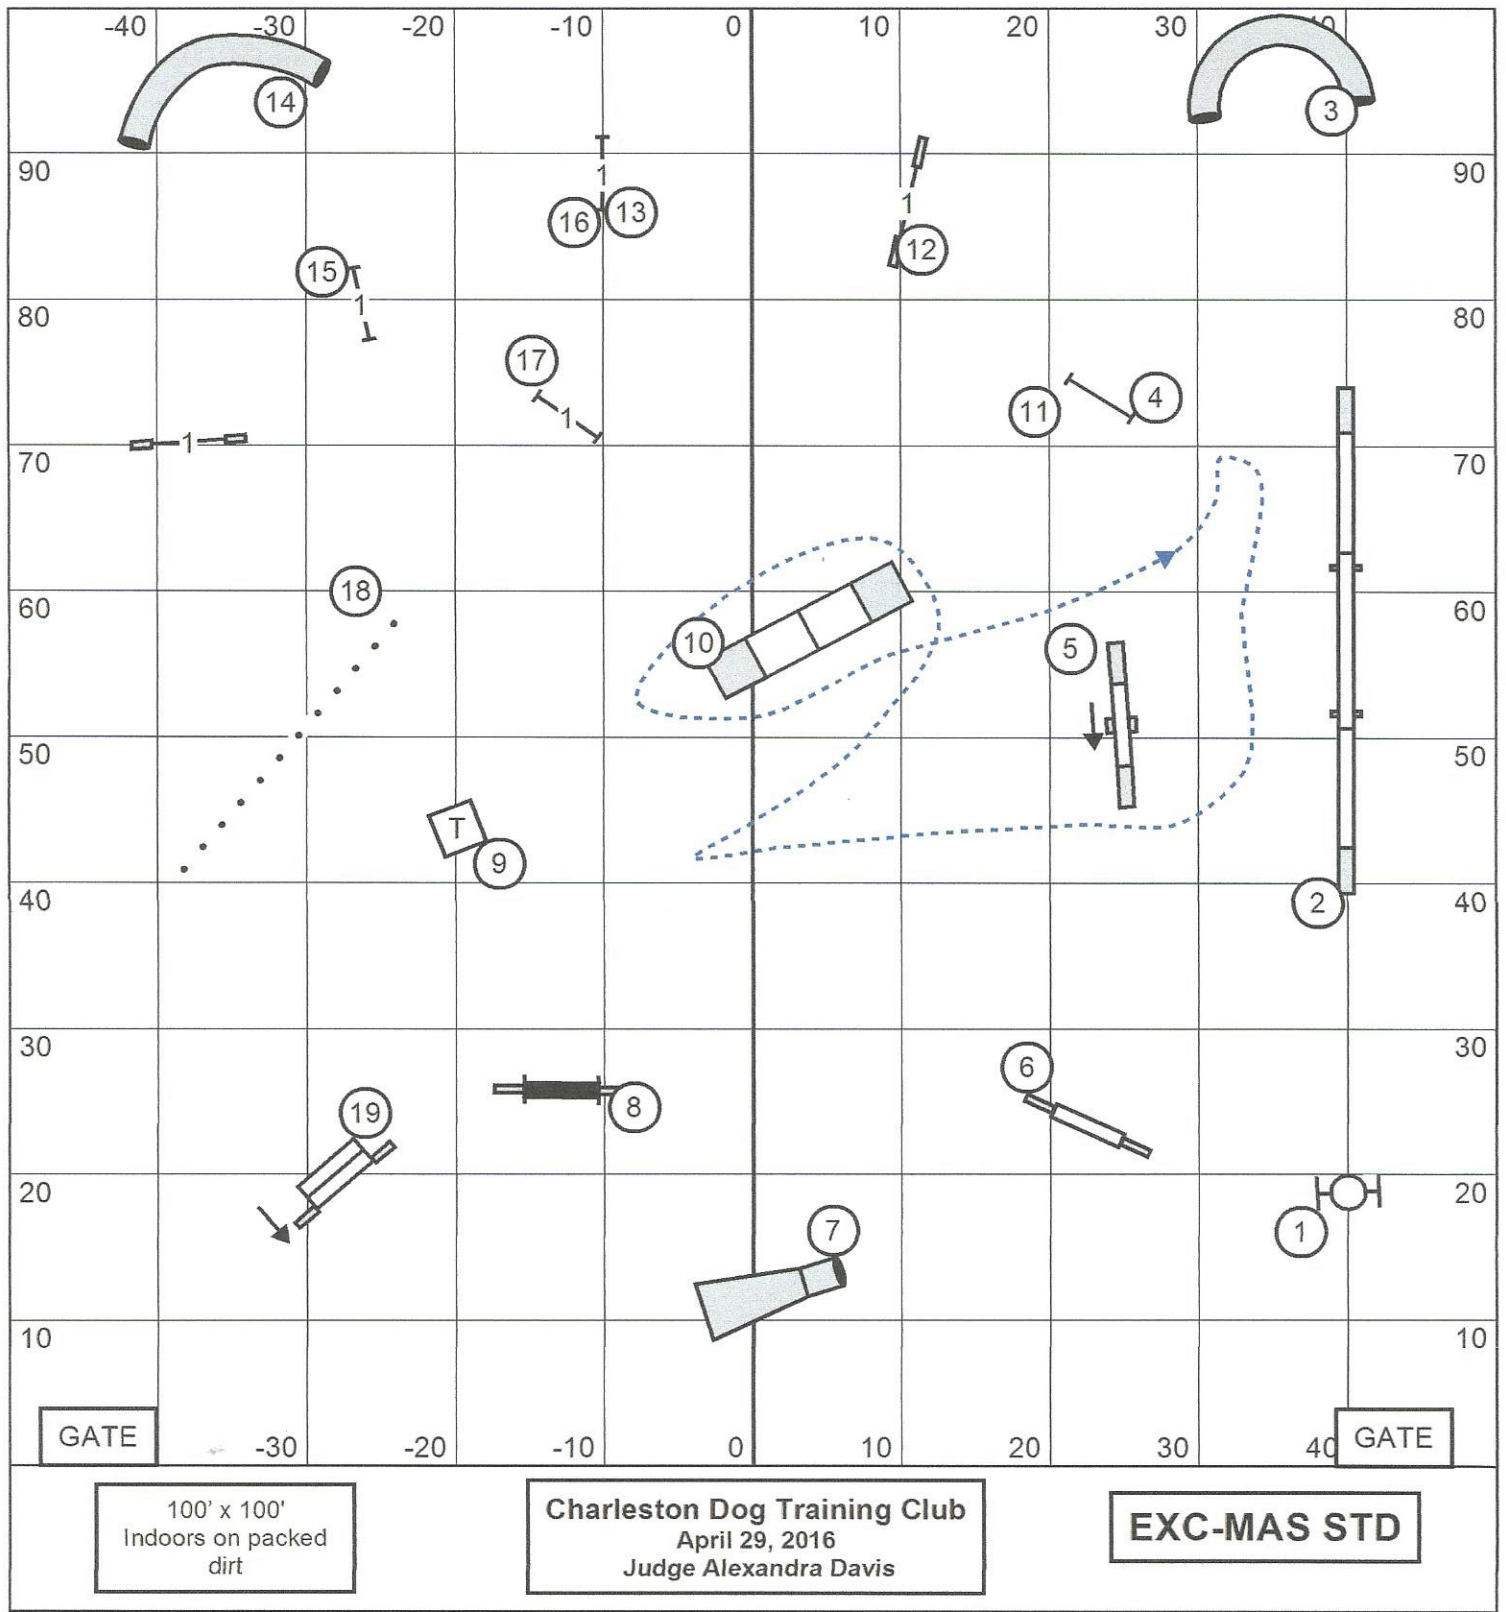 -40 -30 -20 -10 0 10 20 30 40
14
3
90 1 1 90
16 13
12
15
1
80 80
17
4
11
1
1
70 70
18
60 60
10 5
50 50
T
9
40 2 40
30 30
6
19 8
20 20
1
7
10 10
GATE -30 -20 -10 0 10 20 30 40 GATE
100' x 100'
Indoors on packed
dirt
Charleston Dog Training Club
April 29, 2016
Judge Alexandra Davis
EXC-MAS STD